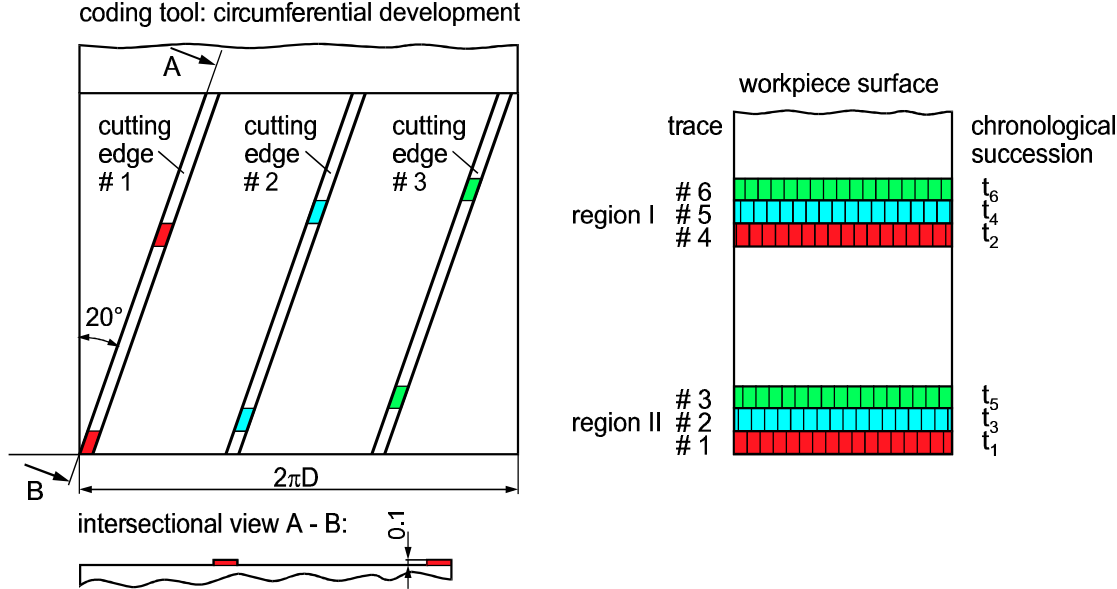 coding tool: circumferential development
A
cutting
edge
# 1
cutting
edge
# 2
cutting
edge
# 3
20°
B
2πD
intersectional view A - B:
0.1
workpiece surface
trace
chronological
succession
region I
# 6
# 5
# 4
t6
t4
t2
region II
# 3
# 2
# 1
t5
t3
t1